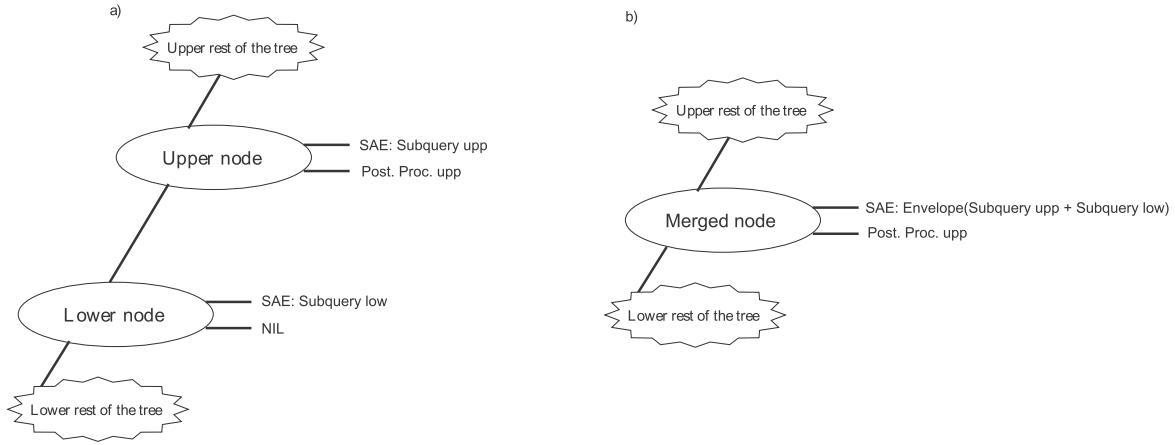 a)
Upper rest of the tree
Upper node
SAE: Subquery upp
Post. Proc. upp
Lower node
SAE: Subquery low
NIL
Lower rest of the tree
b)
Upper rest of the tree
Merged node
SAE: Envelope(Subquery upp + Subquery low)
Post. Proc. upp
Lower rest of the tree